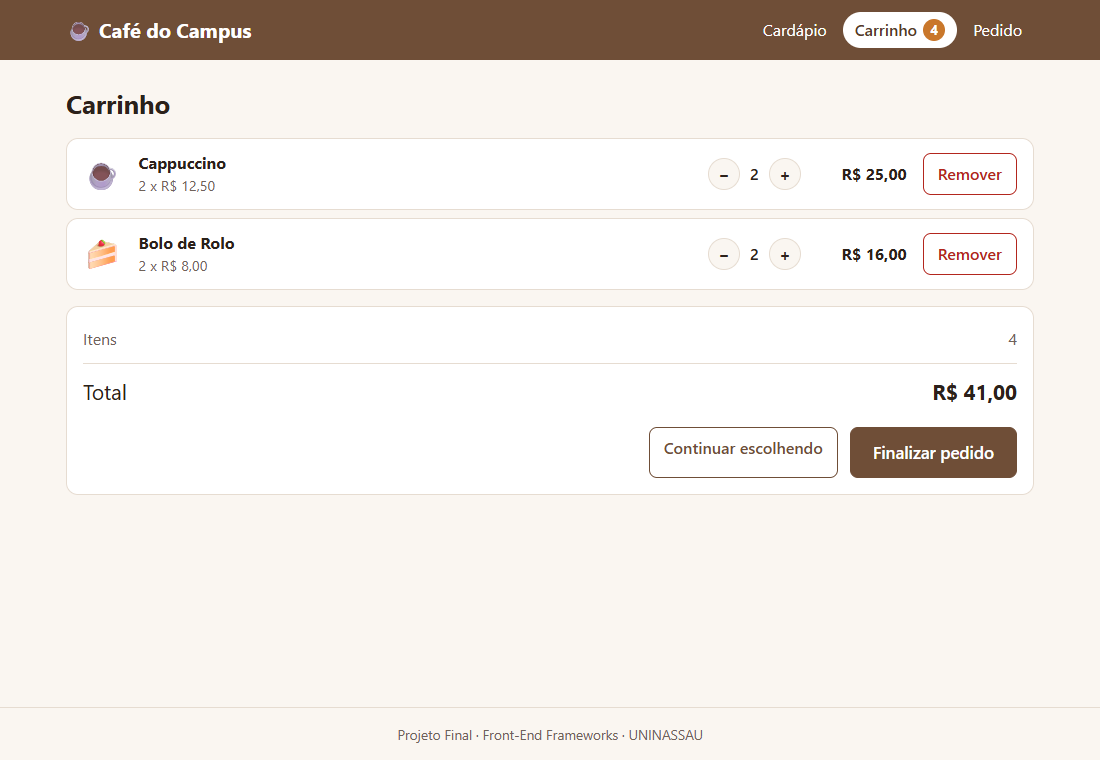 Café do Campus
Cardápio
Carrinho 4
Pedido
Carrinho
Cappuccino
2 x R$ 12,50
− 2 + R$ 25,00 Remover
Bolo de Rolo
2 x R$ 8,00
− 2 + R$ 16,00 Remover
Itens 4
Total R$ 41,00
Continuar escolhendo
Finalizar pedido
Projeto Final · Front-End Frameworks · UNINASSAU